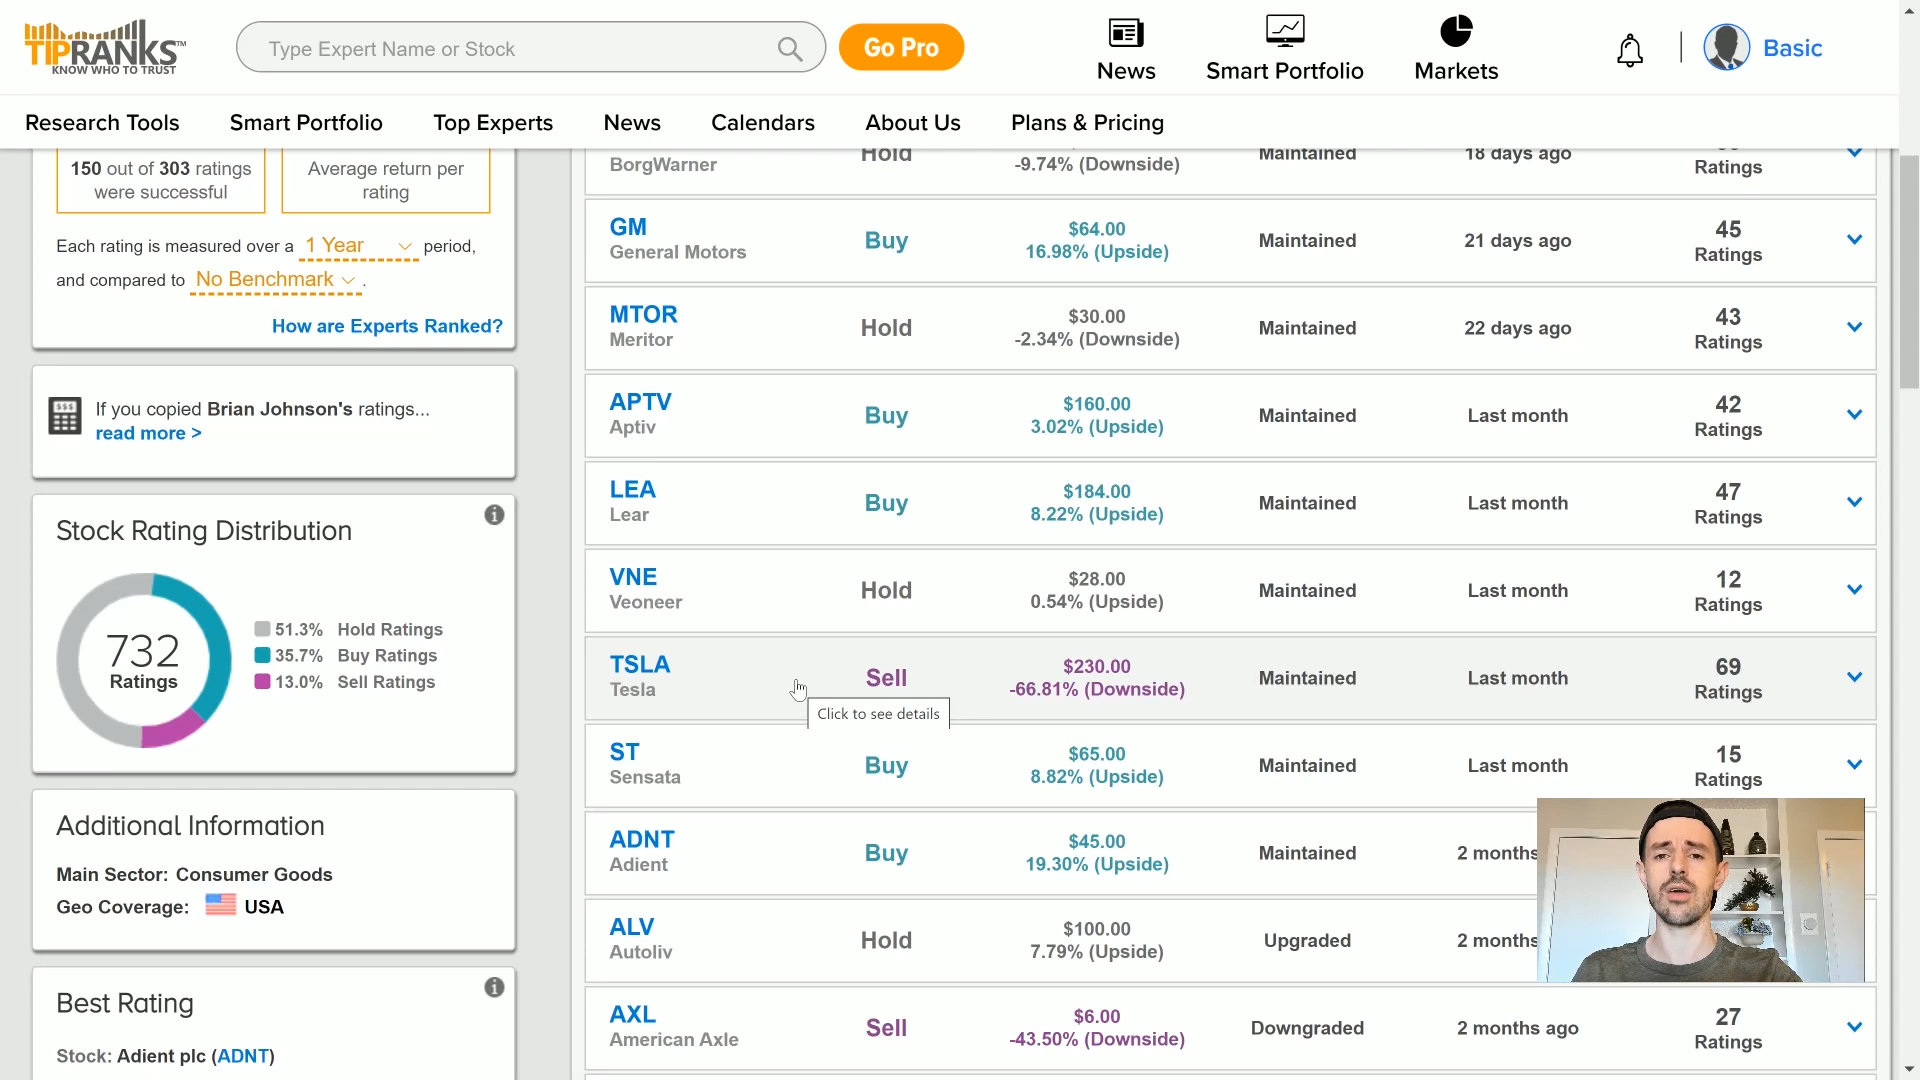 TIPRANKS™
KNOW WHO TO TRUST
Type Expert Name or Stock
Go Pro
News
Smart Portfolio
Markets
Basic
Research Tools
Smart Portfolio
Top Experts
News
Calendars
About Us
Plans & Pricing
150 out of 303 ratings
were successful
Average return per
rating
Each rating is measured over a 1 Year period,
and compared to No Benchmark .
How are Experts Ranked?
If you copied Brian Johnson's ratings...
read more >
Stock Rating Distribution
732
Ratings
51.3% Hold Ratings
35.7% Buy Ratings
13.0% Sell Ratings
Additional Information
Main Sector: Consumer Goods
Geo Coverage: USA
Best Rating
Stock: Adient plc (ADNT)
BorgWarner
Hold
-9.74% (Downside)
Maintained
18 days ago
Ratings
GM
General Motors
Buy
$64.00
16.98% (Upside)
Maintained
21 days ago
45
Ratings
MTOR
Meritor
Hold
$30.00
-2.34% (Downside)
Maintained
22 days ago
43
Ratings
APTV
Aptiv
Buy
$160.00
3.02% (Upside)
Maintained
Last month
42
Ratings
LEA
Lear
Buy
$184.00
8.22% (Upside)
Maintained
Last month
47
Ratings
VNE
Veoneer
Hold
$28.00
0.54% (Upside)
Maintained
Last month
12
Ratings
TSLA
Tesla
Sell
$230.00
-66.81% (Downside)
Maintained
Last month
69
Ratings
Click to see details
ST
Sensata
Buy
$65.00
8.82% (Upside)
Maintained
Last month
15
Ratings
ADNT
Adient
Buy
$45.00
19.30% (Upside)
Maintained
2 months
ALV
Autoliv
Hold
$100.00
7.79% (Upside)
Upgraded
2 months
AXL
American Axle
Sell
$6.00
-43.50% (Downside)
Downgraded
2 months ago
27
Ratings